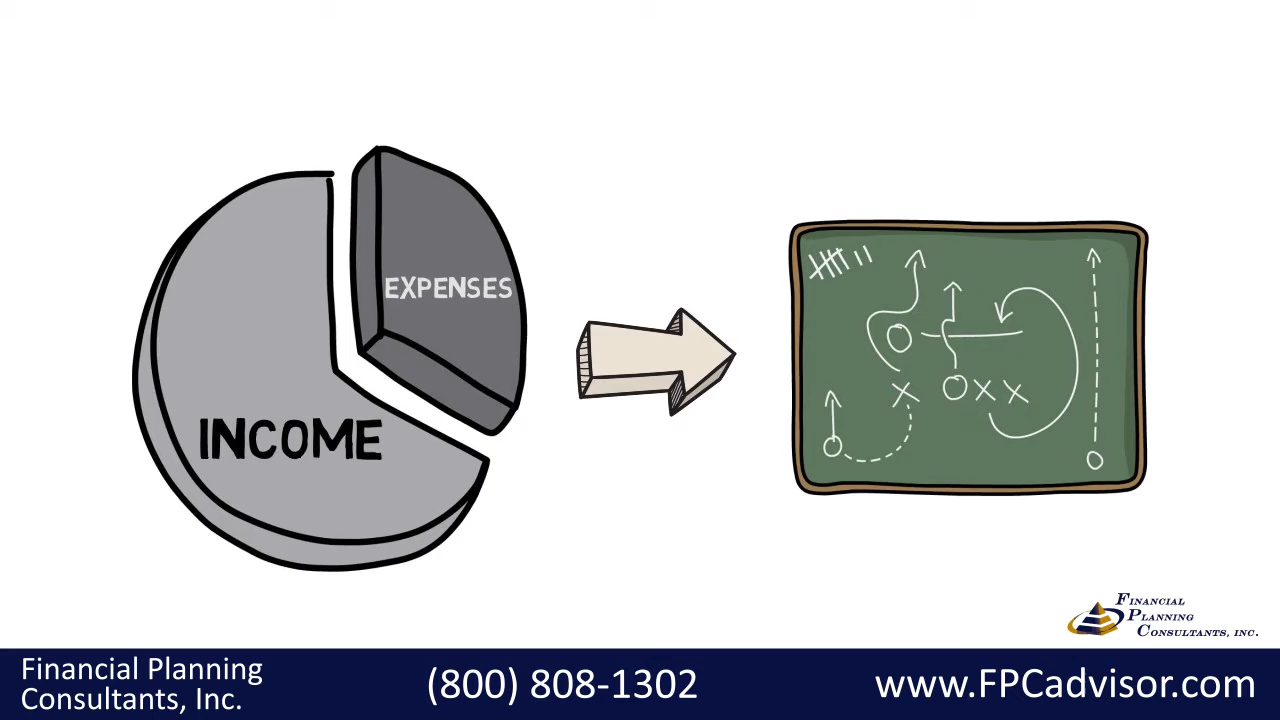 EXPENSES
INCOME
Financial
Planning
Consultants, Inc.
Financial Planning
Consultants, Inc.
(800) 808-1302
www.FPCadvisor.com